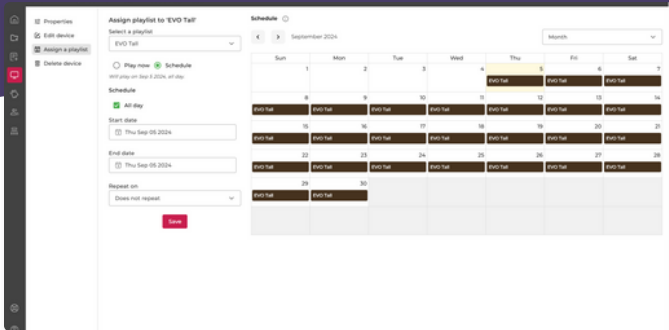 Properties
Edit device
Assign a playlist
Delete device
Assign playlist to 'EVO Tall'
Select a playlist
EVO Tall
Play now Schedule
Will play on Sep 5 2024, all day.
Schedule
All day
Start date
Thu Sep 05 2024
End date
Thu Sep 05 2024
Repeat on
Does not repeat
Save
Schedule
September 2024
Month
Sun Mon Tue Wed Thu Fri Sat
1 2 3 4 5 6 7
EVO Tall EVO Tall EVO Tall
8 9 10 11 12 13 14
EVO Tall EVO Tall EVO Tall EVO Tall EVO Tall EVO Tall EVO Tall
15 16 17 18 19 20 21
EVO Tall EVO Tall EVO Tall EVO Tall EVO Tall EVO Tall EVO Tall
22 23 24 25 26 27 28
EVO Tall EVO Tall EVO Tall EVO Tall EVO Tall EVO Tall EVO Tall
29 30
EVO Tall EVO Tall